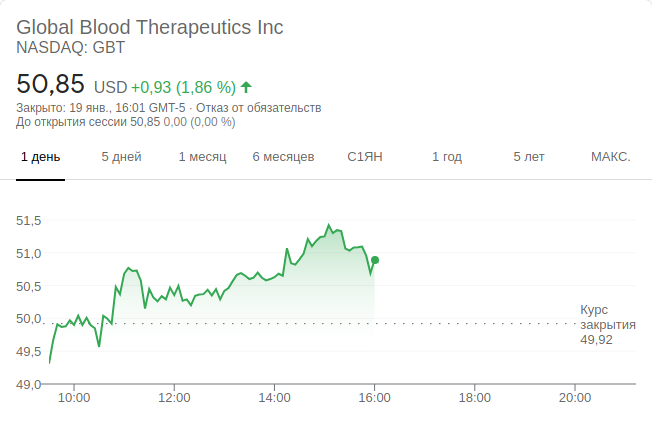 Global Blood Therapeutics Inc
NASDAQ: GBT
50,85 USD +0,93 (1,86 %)
Закрыто: 19 янв., 16:01 GMT-5 · Отказ от обязательств
До открытия сессии 50,85 0,00 (0,00 %)
1 день 5 дней 1 месяц 6 месяцев С1ЯН 1 год 5 лет МАКС.
51,5
51,0
50,5
50,0
49,5
49,0
Курс
закрытия
49,92
10:00 12:00 14:00 16:00 18:00 20:00